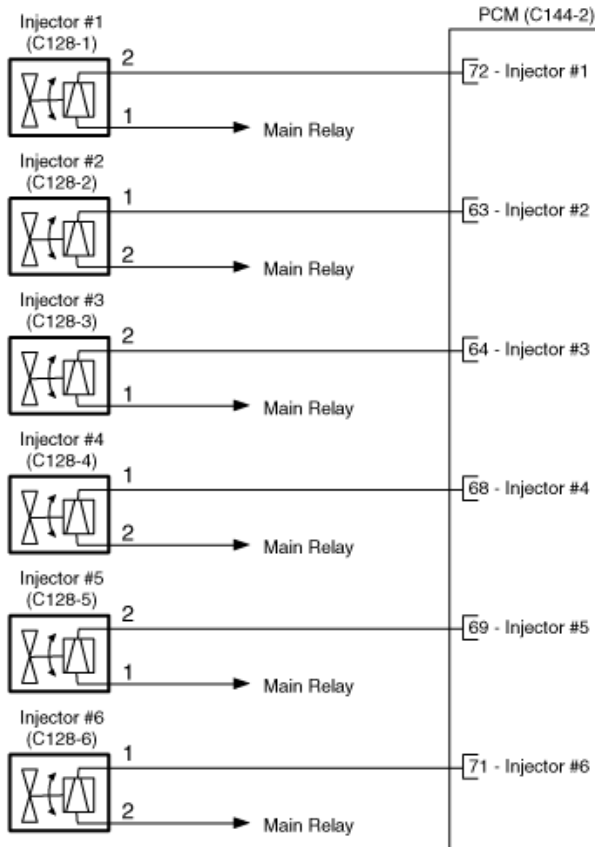 PCM (C144-2)
Injector #1
(C128-1)
2
72 - Injector #1
1
Main Relay
Injector #2
(C128-2)
1
63 - Injector #2
2
Main Relay
Injector #3
(C128-3)
2
64 - Injector #3
1
Main Relay
Injector #4
(C128-4)
1
68 - Injector #4
2
Main Relay
Injector #5
(C128-5)
2
69 - Injector #5
1
Main Relay
Injector #6
(C128-6)
1
71 - Injector #6
2
Main Relay